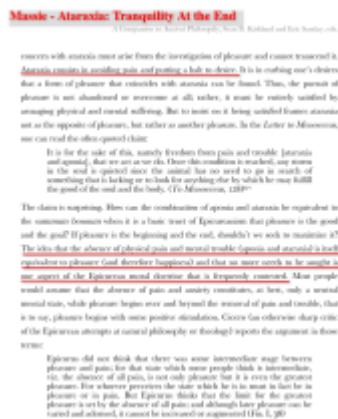 Massie - Ataraxia: Tranquility At the End
A Companion to Ancient Philosophy, Sean D. Kirkland and Eric Sanday, eds.
concern with ataraxia must arise from the investigation of pleasure and cannot transcend it.
Ataraxia consists in avoiding pain and putting a halt to desire. It is in curbing one's desires
that a form of pleasure that coincides with ataraxia can be found. Thus, the pursuit of
pleasure is not abandoned or overcome at all; rather, it must be entirely satisfied by
assuaging physical and mental suffering. But to insist on it being satisfied frames ataraxia
not as the opposite of pleasure, but rather as another pleasure. In the Letter to Menoeceus,
one can read the often quoted claim:
It is for the sake of this, namely freedom from pain and trouble [ataraxia
and aponia], that we act as we do. Once this condition is reached, any storm
in the soul is quieted since the animal has no need to go in search of
something that is lacking or to look for anything else by which he may fulfill
the good of the soul and the body. (To Menoeceus, 128)
The claim is surprising. How can the combination of aponia and ataraxia be equivalent to
the summum bonum when it is a basic tenet of Epicureanism that pleasure is the good
and the goal? If pleasure is the beginning and the end, shouldn't we seek to maximize it?
The idea that the absence of physical pain and mental trouble (aponia and ataraxia) is itself
equivalent to pleasure (and therefore happiness) and that no more needs to be sought is
one aspect of the Epicurean moral doctrine that is frequently contested. Most people
would assume that the absence of pain and anxiety constitutes, at best, only a neutral
mental state, while pleasure begins over and beyond the removal of pain and trouble, that
is to say, pleasure begins with some positive stimulation. Cicero (an otherwise sharp critic
of the Epicurean attempts at natural philosophy or theology) reports the argument in those
terms:
Epicurus did not think that there was some intermediate stage between
pleasure and pain; for that state which some people think is intermediate,
viz. the absence of all pain, is not only pleasure but it is even the greatest
pleasure. For whoever perceives the state which he is in must in fact be in
pleasure or in pain. But Epicurus thinks that the limit for the greatest
pleasure is set by the absence of all pain; and although later pleasure can be
varied and adorned, it cannot be increased or augmented (Fin. I, 38)